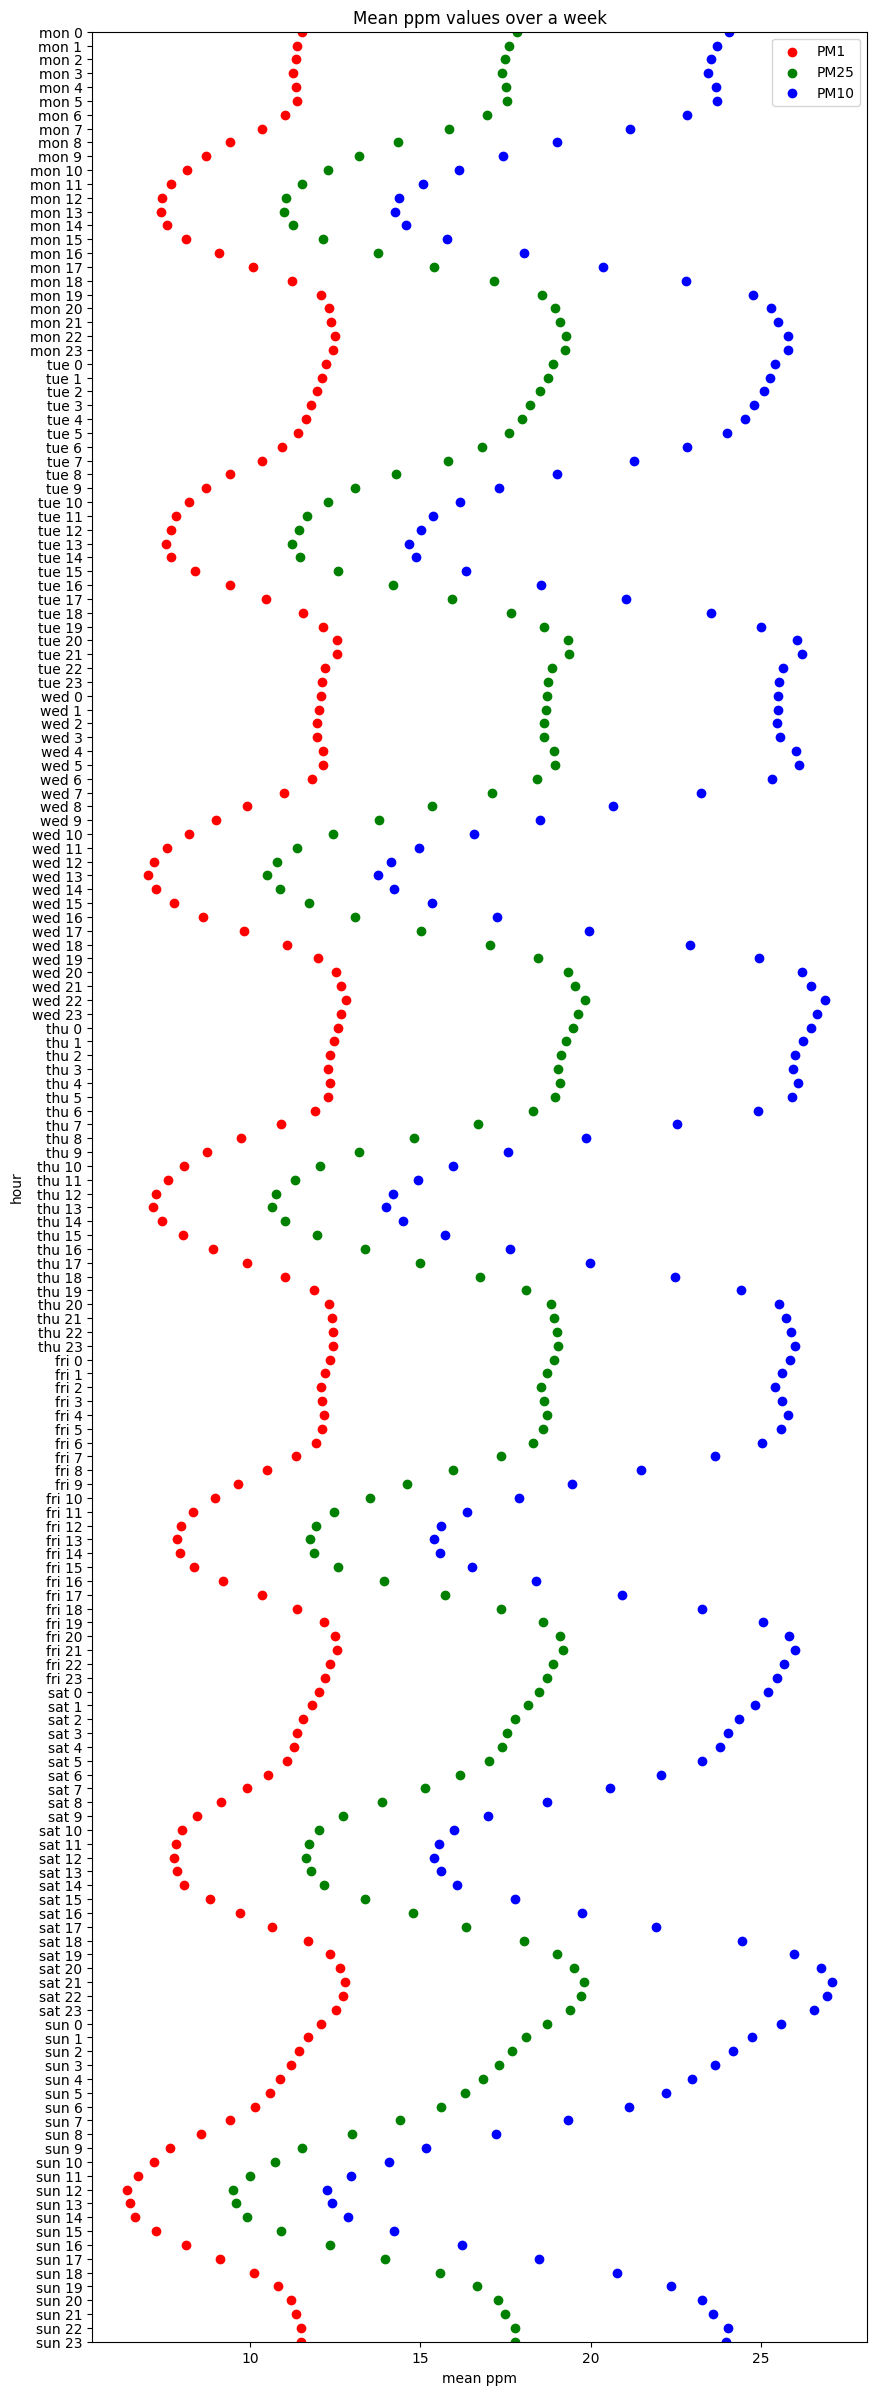 Mean ppm values over a week
PM1
PM25
PM10
hour
mon 0
mon 1
mon 2
mon 3
mon 4
mon 5
mon 6
mon 7
mon 8
mon 9
mon 10
mon 11
mon 12
mon 13
mon 14
mon 15
mon 16
mon 17
mon 18
mon 19
mon 20
mon 21
mon 22
mon 23
tue 0
tue 1
tue 2
tue 3
tue 4
tue 5
tue 6
tue 7
tue 8
tue 9
tue 10
tue 11
tue 12
tue 13
tue 14
tue 15
tue 16
tue 17
tue 18
tue 19
tue 20
tue 21
tue 22
tue 23
wed 0
wed 1
wed 2
wed 3
wed 4
wed 5
wed 6
wed 7
wed 8
wed 9
wed 10
wed 11
wed 12
wed 13
wed 14
wed 15
wed 16
wed 17
wed 18
wed 19
wed 20
wed 21
wed 22
wed 23
thu 0
thu 1
thu 2
thu 3
thu 4
thu 5
thu 6
thu 7
thu 8
thu 9
thu 10
thu 11
thu 12
thu 13
thu 14
thu 15
thu 16
thu 17
thu 18
thu 19
thu 20
thu 21
thu 22
thu 23
fri 0
fri 1
fri 2
fri 3
fri 4
fri 5
fri 6
fri 7
fri 8
fri 9
fri 10
fri 11
fri 12
fri 13
fri 14
fri 15
fri 16
fri 17
fri 18
fri 19
fri 20
fri 21
fri 22
fri 23
sat 0
sat 1
sat 2
sat 3
sat 4
sat 5
sat 6
sat 7
sat 8
sat 9
sat 10
sat 11
sat 12
sat 13
sat 14
sat 15
sat 16
sat 17
sat 18
sat 19
sat 20
sat 21
sat 22
sat 23
sun 0
sun 1
sun 2
sun 3
sun 4
sun 5
sun 6
sun 7
sun 8
sun 9
sun 10
sun 11
sun 12
sun 13
sun 14
sun 15
sun 16
sun 17
sun 18
sun 19
sun 20
sun 21
sun 22
sun 23
10 15 20 25
mean ppm